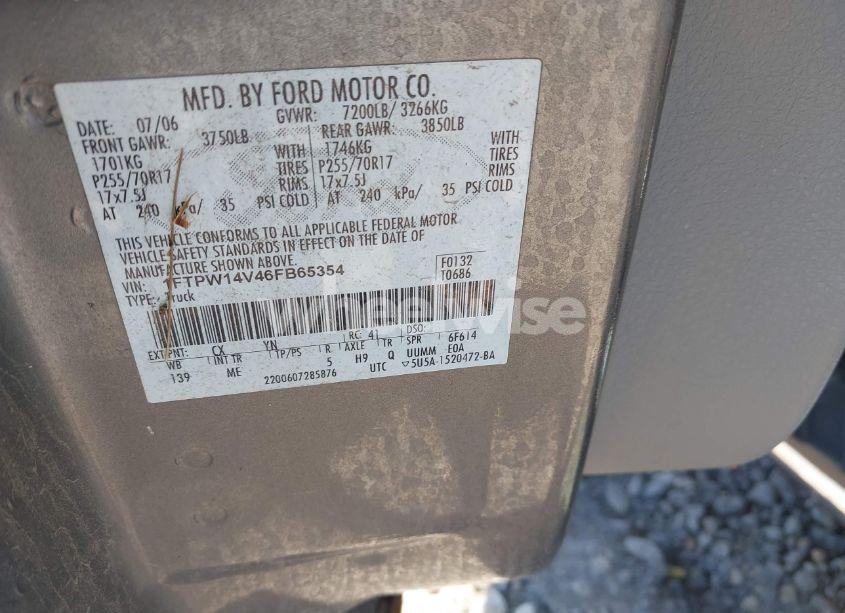 MFD. BY FORD MOTOR CO.
DATE: 07/06 GVWR: 7200LB/ 3266KG
FRONT GAWR: 3750LB REAR GAWR: 3850LB
1701KG WITH 1746KG WITH
P255/70R17 TIRES P255/70R17 TIRES
17x7.5J RIMS 17x7.5J RIMS
AT 240 kPa/ 35 PSI COLD AT 240 kPa/ 35 PSI COLD
THIS VEHICLE CONFORMS TO ALL APPLICABLE FEDERAL MOTOR
VEHICLE SAFETY STANDARDS IN EFFECT ON THE DATE OF
MANUFACTURE SHOWN ABOVE.
VIN: 1FTPW14V46FB65354 F0132
TYPE: Truck T0686
wheelwise
EXT PNT: CX YN RC: 41 DSO:
WB INT TR TP/PS R AXLE TR SPR 6F614
139 ME 5 H9 Q UUMM E0A
2200607285876 UTC ▽5U5A-1520472-BA